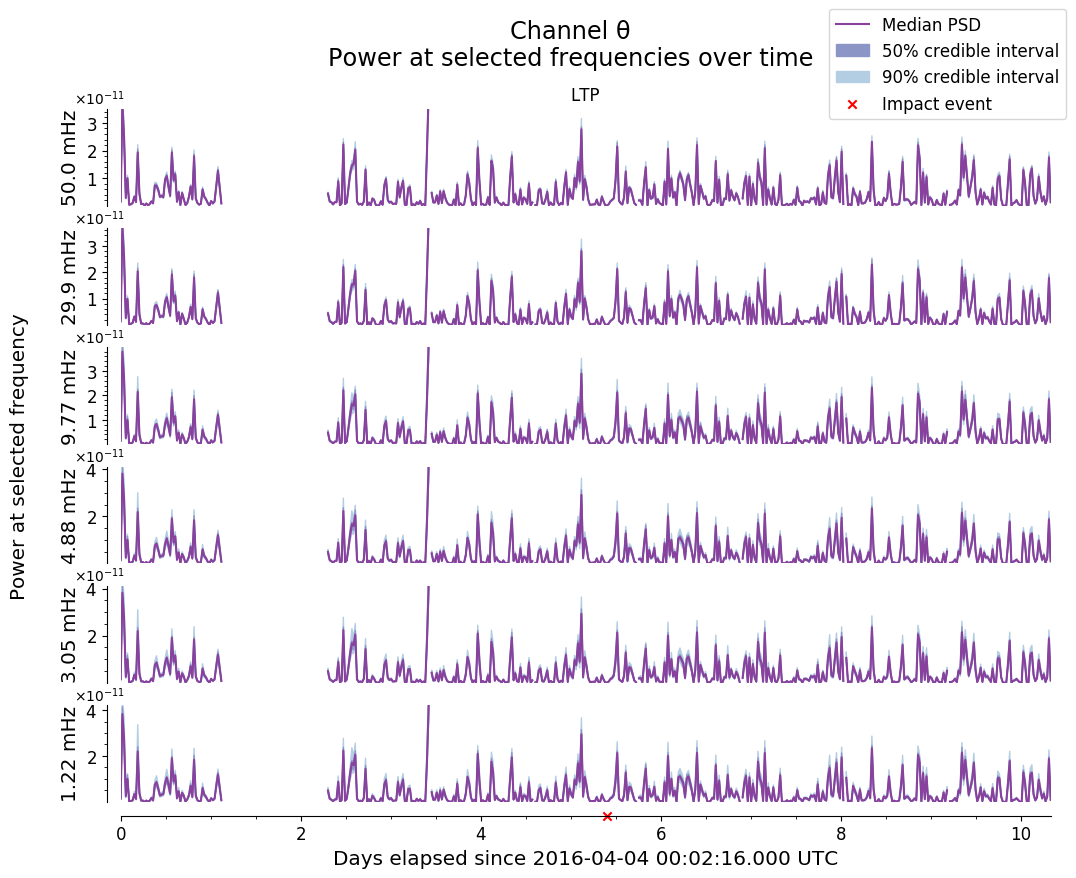 Channel θ
Power at selected frequencies over time
Median PSD
50% credible interval
90% credible interval
Impact event
LTP
Power at selected frequency
×10⁻¹¹
50.0 mHz
3
2
1
×10⁻¹¹
29.9 mHz
3
2
1
×10⁻¹¹
9.77 mHz
3
2
1
×10⁻¹¹
4.88 mHz
4
2
×10⁻¹¹
3.05 mHz
4
2
×10⁻¹¹
1.22 mHz
4
2
0 2 4 6 8 10
Days elapsed since 2016-04-04 00:02:16.000 UTC